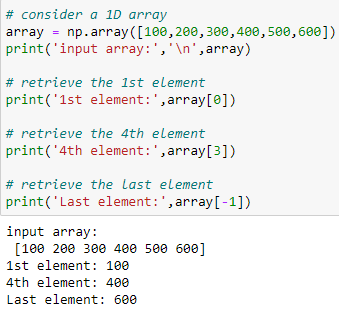 # consider a 1D array
array = np.array([100,200,300,400,500,600])
print('input array:','\n',array)
# retrieve the 1st element
print('1st element:',array[0])
# retrieve the 4th element
print('4th element:',array[3])
# retrieve the last element
print('Last element:',array[-1])
input array:
 [100 200 300 400 500 600]
1st element: 100
4th element: 400
Last element: 600